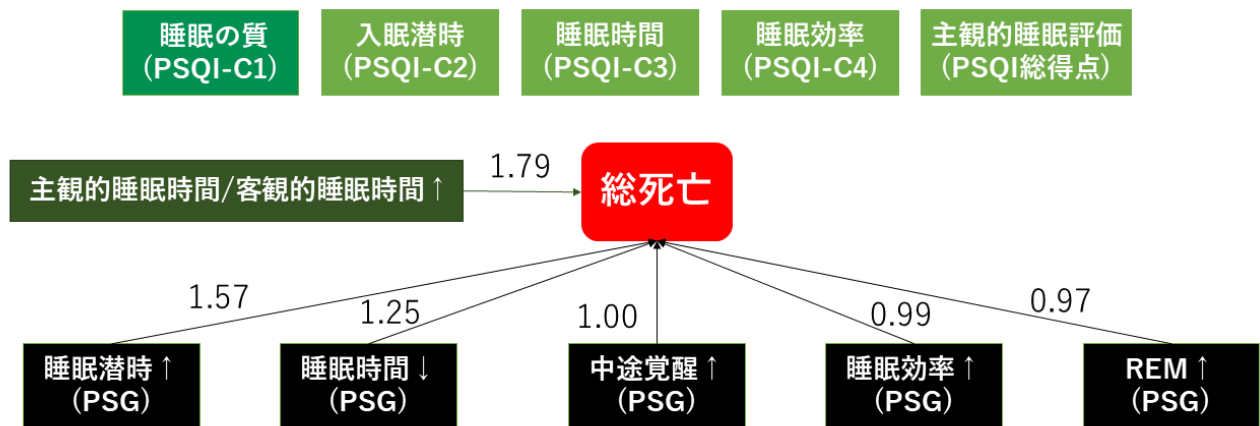 睡眠の質
(PSQI-C1)
入眠潜時
(PSQI-C2)
睡眠時間
(PSQI-C3)
睡眠効率
(PSQI-C4)
主観的睡眠評価
(PSQI総得点)
主観的睡眠時間/客観的睡眠時間↑
1.79
総死亡
1.57
1.25
1.00
0.99
0.97
睡眠潜時↑
(PSG)
睡眠時間↓
(PSG)
中途覚醒↑
(PSG)
睡眠効率↑
(PSG)
REM↑
(PSG)